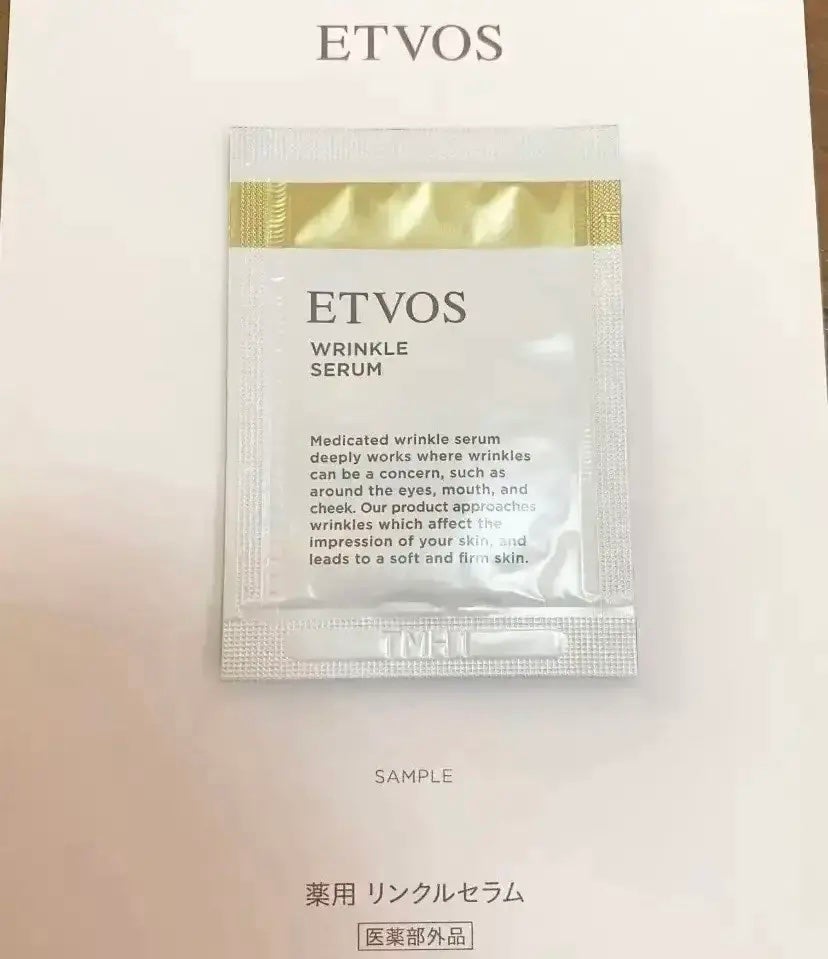 ETVOS
ETVOS
WRINKLE
SERUM
Medicated wrinkle serum
deeply works where wrinkles
can be a concern, such as
around the eyes, mouth, and
cheek. Our product approaches
wrinkles which affect the
impression of your skin, and
leads to a soft and firm skin.
SAMPLE
薬用 リンクルセラム
医薬部外品